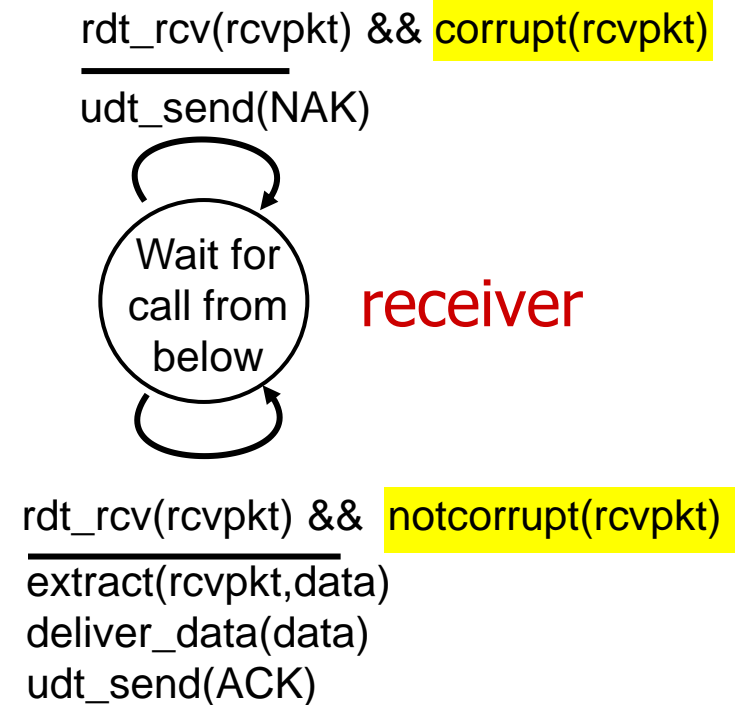 rdt_rcv(rcvpkt) && corrupt(rcvpkt)
udt_send(NAK)
Wait for
call from
below
receiver
rdt_rcv(rcvpkt) && notcorrupt(rcvpkt)
extract(rcvpkt,data)
deliver_data(data)
udt_send(ACK)